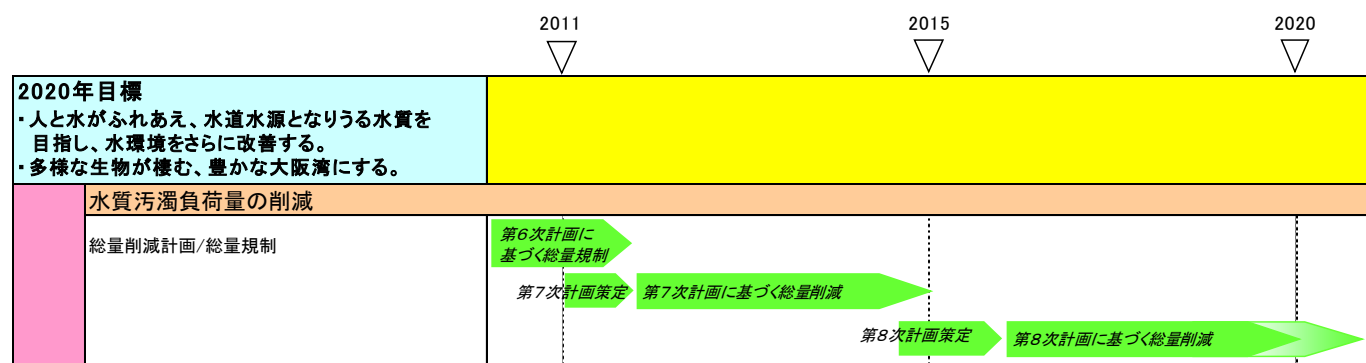 2011
2015
2020
2020年目標
・人と水がふれあえ、水道水源となりうる水質を
目指し、水環境をさらに改善する。
・多様な生物が棲む、豊かな大阪湾にする。
水質汚濁負荷量の削減
総量削減計画/総量規制
第6次計画に
基づく総量規制
第7次計画策定
第7次計画に基づく総量削減
第8次計画策定
第8次計画に基づく総量削減